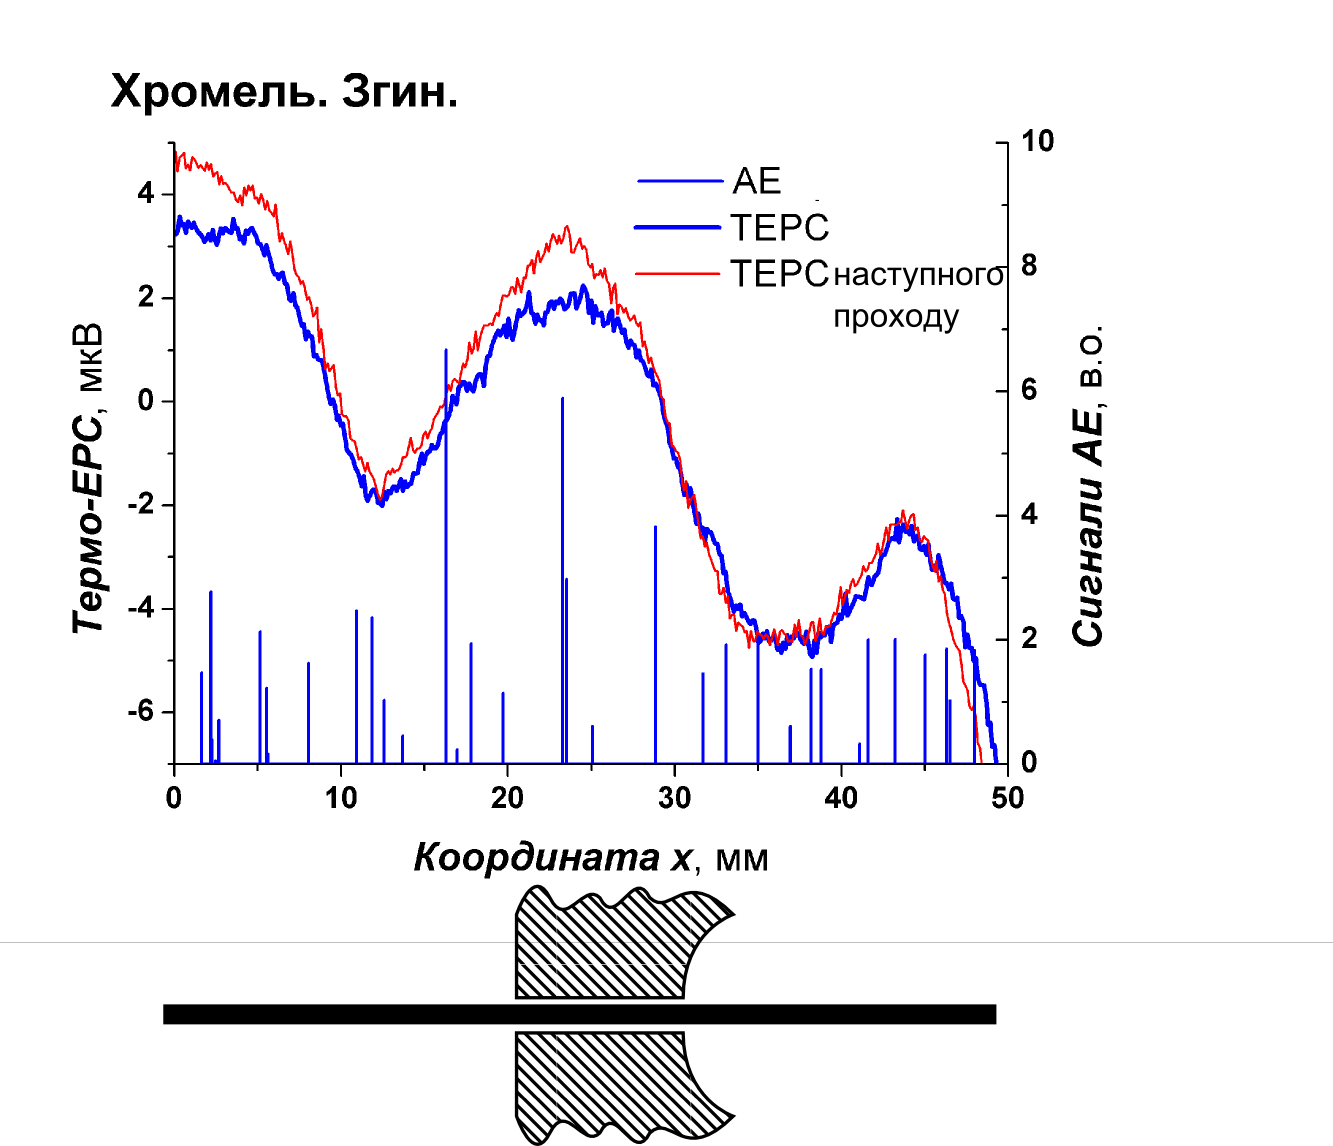 Хромель. Згин.
АЕ
ТЕРС
ТЕРС наступного
проходу
Термо-ЕРС, мкВ
4
2
0
-2
-4
-6
Сигнали АЕ, в.о.
10
8
6
4
2
0
0 10 20 30 40 50
Координата х, мм